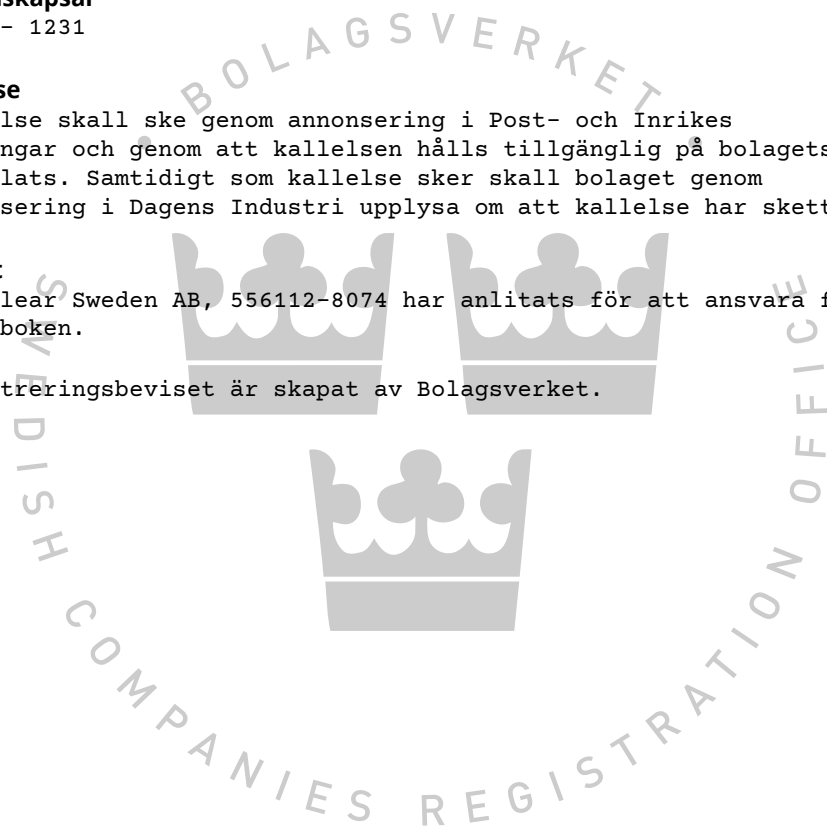 skapsår
- 1231
se
lse skall ske genom annonsering i Post- och Inrikes
ngar och genom att kallelsen hålls tillgänglig på bolagets
lats. Samtidigt som kallelse sker skall bolaget genom
sering i Dagens Industri upplysa om att kallelse har skett
t
lear Sweden AB, 556112-8074 har anlitats för att ansvara f
boken.
treringsbeviset är skapat av Bolagsverket.
• BOLAGSVERKET •
SWEDISH COMPANIES REGISTRATION OFFICE